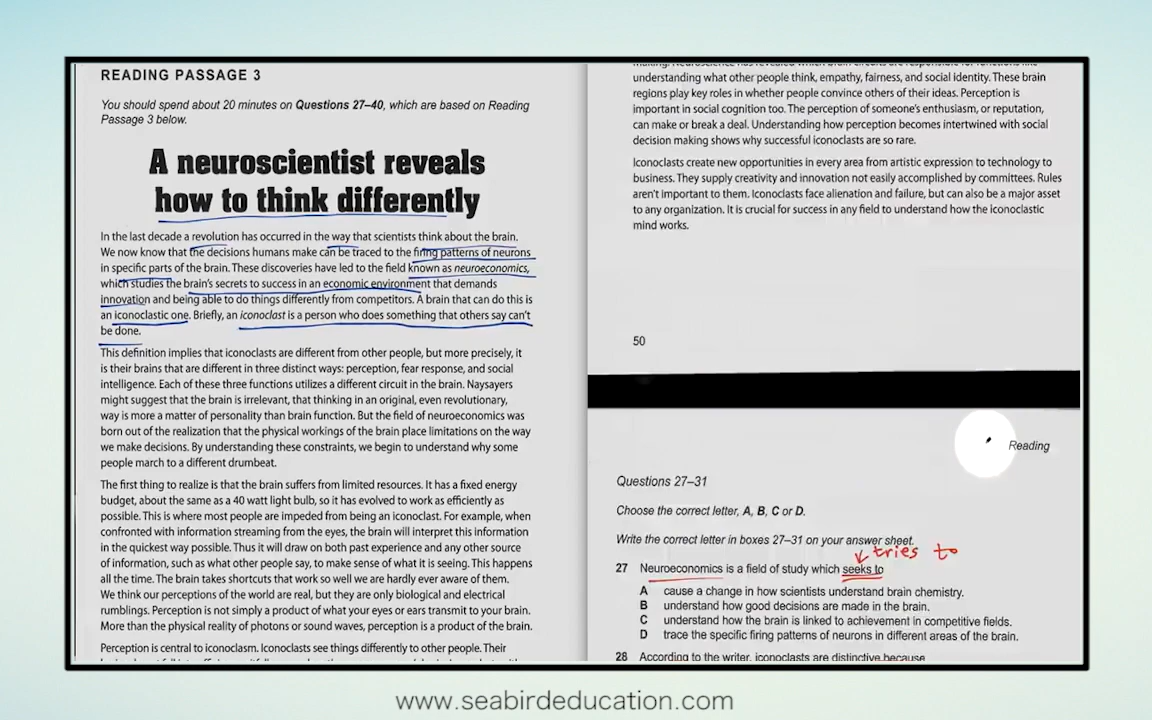 READING PASSAGE 3
You should spend about 20 minutes on Questions 27–40, which are based on Reading
Passage 3 below.
A neuroscientist reveals
how to think differently
In the last decade a revolution has occurred in the way that scientists think about the brain.
We now know that the decisions humans make can be traced to the firing patterns of neurons
in specific parts of the brain. These discoveries have led to the field known as neuroeconomics,
which studies the brain's secrets to success in an economic environment that demands
innovation and being able to do things differently from competitors. A brain that can do this is
an iconoclastic one. Briefly, an iconoclast is a person who does something that others say can't
be done.
This definition implies that iconoclasts are different from other people, but more precisely, it
is their brains that are different in three distinct ways: perception, fear response, and social
intelligence. Each of these three functions utilizes a different circuit in the brain. Naysayers
might suggest that the brain is irrelevant, that thinking in an original, even revolutionary,
way is more a matter of personality than brain function. But the field of neuroeconomics was
born out of the realization that the physical workings of the brain place limitations on the way
we make decisions. By understanding these constraints, we begin to understand why some
people march to a different drumbeat.
The first thing to realize is that the brain suffers from limited resources. It has a fixed energy
budget, about the same as a 40 watt light bulb, so it has evolved to work as efficiently as
possible. This is where most people are impeded from being an iconoclast. For example, when
confronted with information streaming from the eyes, the brain will interpret this information
in the quickest way possible. Thus it will draw on both past experience and any other source
of information, such as what other people say, to make sense of what it is seeing. This happens
all the time. The brain takes shortcuts that work so well we are hardly ever aware of them.
We think our perceptions of the world are real, but they are only biological and electrical
rumblings. Perception is not simply a product of what your eyes or ears transmit to your brain.
More than the physical reality of photons or sound waves, perception is a product of the brain.
Perception is central to iconoclasm. Iconoclasts see things differently to other people. Their
understanding what other people think, empathy, fairness, and social identity. These brain
regions play key roles in whether people convince others of their ideas. Perception is
important in social cognition too. The perception of someone's enthusiasm, or reputation,
can make or break a deal. Understanding how perception becomes intertwined with social
decision making shows why successful iconoclasts are so rare.
Iconoclasts create new opportunities in every area from artistic expression to technology to
business. They supply creativity and innovation not easily accomplished by committees. Rules
aren't important to them. Iconoclasts face alienation and failure, but can also be a major asset
to any organization. It is crucial for success in any field to understand how the iconoclastic
mind works.
50
Reading
Questions 27–31
Choose the correct letter, A, B, C or D.
Write the correct letter in boxes 27–31 on your answer sheet.
tries to
27 Neuroeconomics is a field of study which seeks to
A cause a change in how scientists understand brain chemistry.
B understand how good decisions are made in the brain.
C understand how the brain is linked to achievement in competitive fields.
D trace the specific firing patterns of neurons in different areas of the brain.
28 According to the writer, iconoclasts are distinctive because
www.seabirdeducation.com